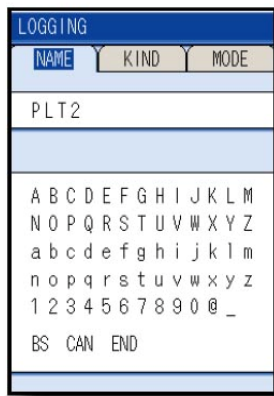 LOGGING
NAME KIND MODE
PLT2
A B C D E F G H I J K L M
N O P Q R S T U V W X Y Z
a b c d e f g h i j k l m
n o p q r s t u v w x y z
1 2 3 4 5 6 7 8 9 0 @ _
BS CAN END